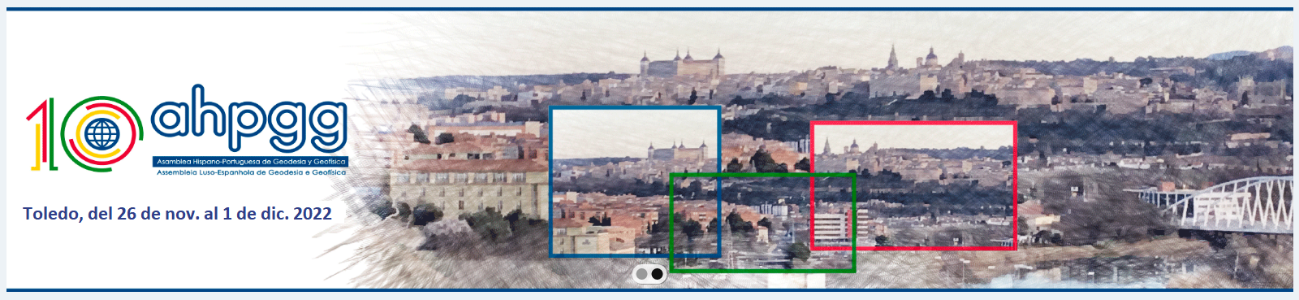 10 ahpgg
Asamblea Hispano-Portuguesa de Geodesia y Geofísica
Assembleia Luso-Espanhola de Geodesia e Geofísica
Toledo, del 26 de nov. al 1 de dic. 2022